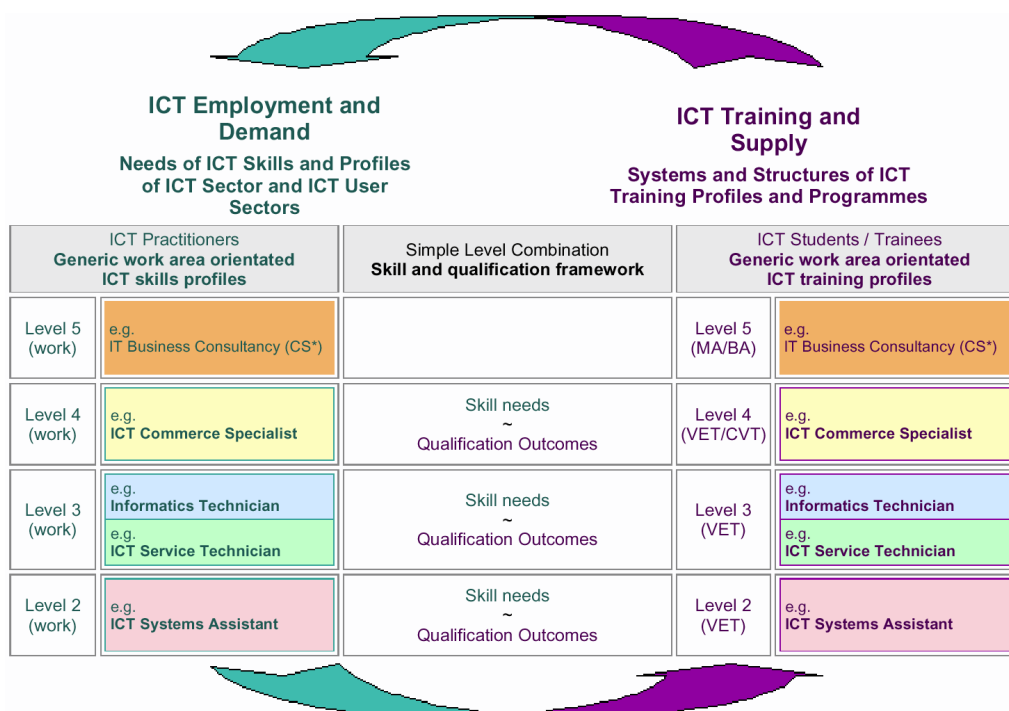 ICT Employment and
Demand
Needs of ICT Skills and Profiles
of ICT Sector and ICT User
Sectors
ICT Training and
Supply
Systems and Structures of ICT
Training Profiles and Programmes
ICT Practitioners
Generic work area orientated
ICT skills profiles
Simple Level Combination
Skill and qualification framework
ICT Students / Trainees
Generic work area orientated
ICT training profiles
Level 5
(work)
e.g.
IT Business Consultancy (CS*)
Level 5
(MA/BA)
e.g.
IT Business Consultancy (CS*)
Level 4
(work)
e.g.
ICT Commerce Specialist
Skill needs
~
Qualification Outcomes
Level 4
(VET/CVT)
e.g.
ICT Commerce Specialist
Level 3
(work)
e.g.
Informatics Technician
e.g.
ICT Service Technician
Skill needs
~
Qualification Outcomes
Level 3
(VET)
e.g.
Informatics Technician
e.g.
ICT Service Technician
Level 2
(work)
e.g.
ICT Systems Assistant
Skill needs
~
Qualification Outcomes
Level 2
(VET)
e.g.
ICT Systems Assistant